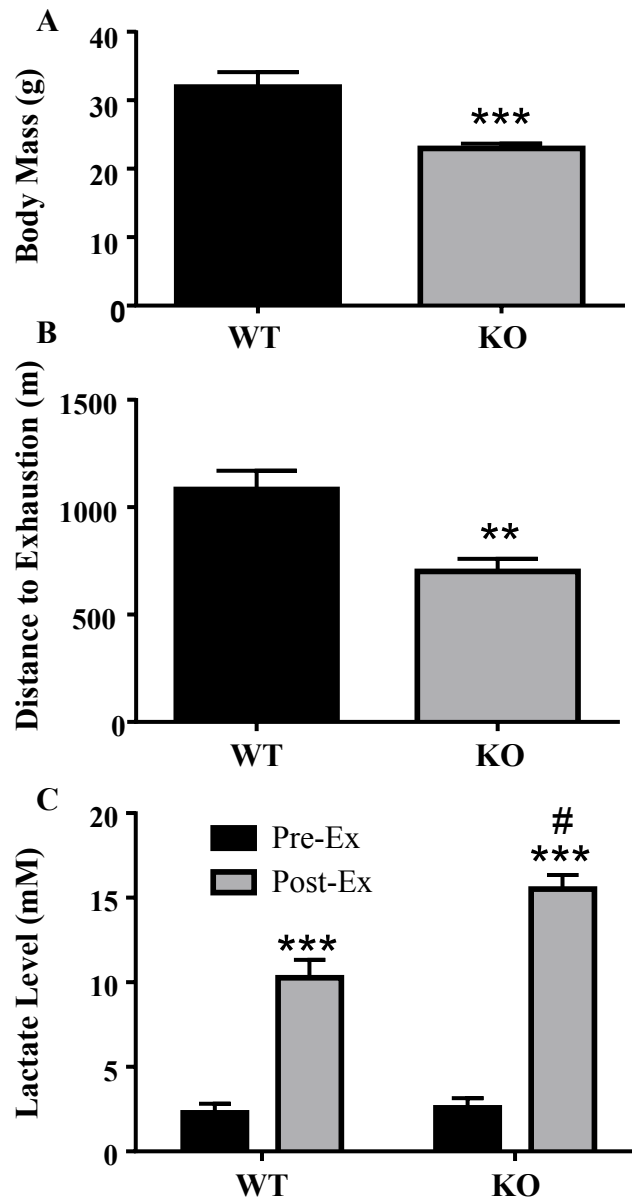 A
Body Mass (g)
40
30
20
10
0
***
WT KO
B
Distance to Exhaustion (m)
1500
1000
500
0
**
WT KO
C
Lactate Level (mM)
20
15
10
5
0
Pre-Ex
Post-Ex
***
#
***
WT KO